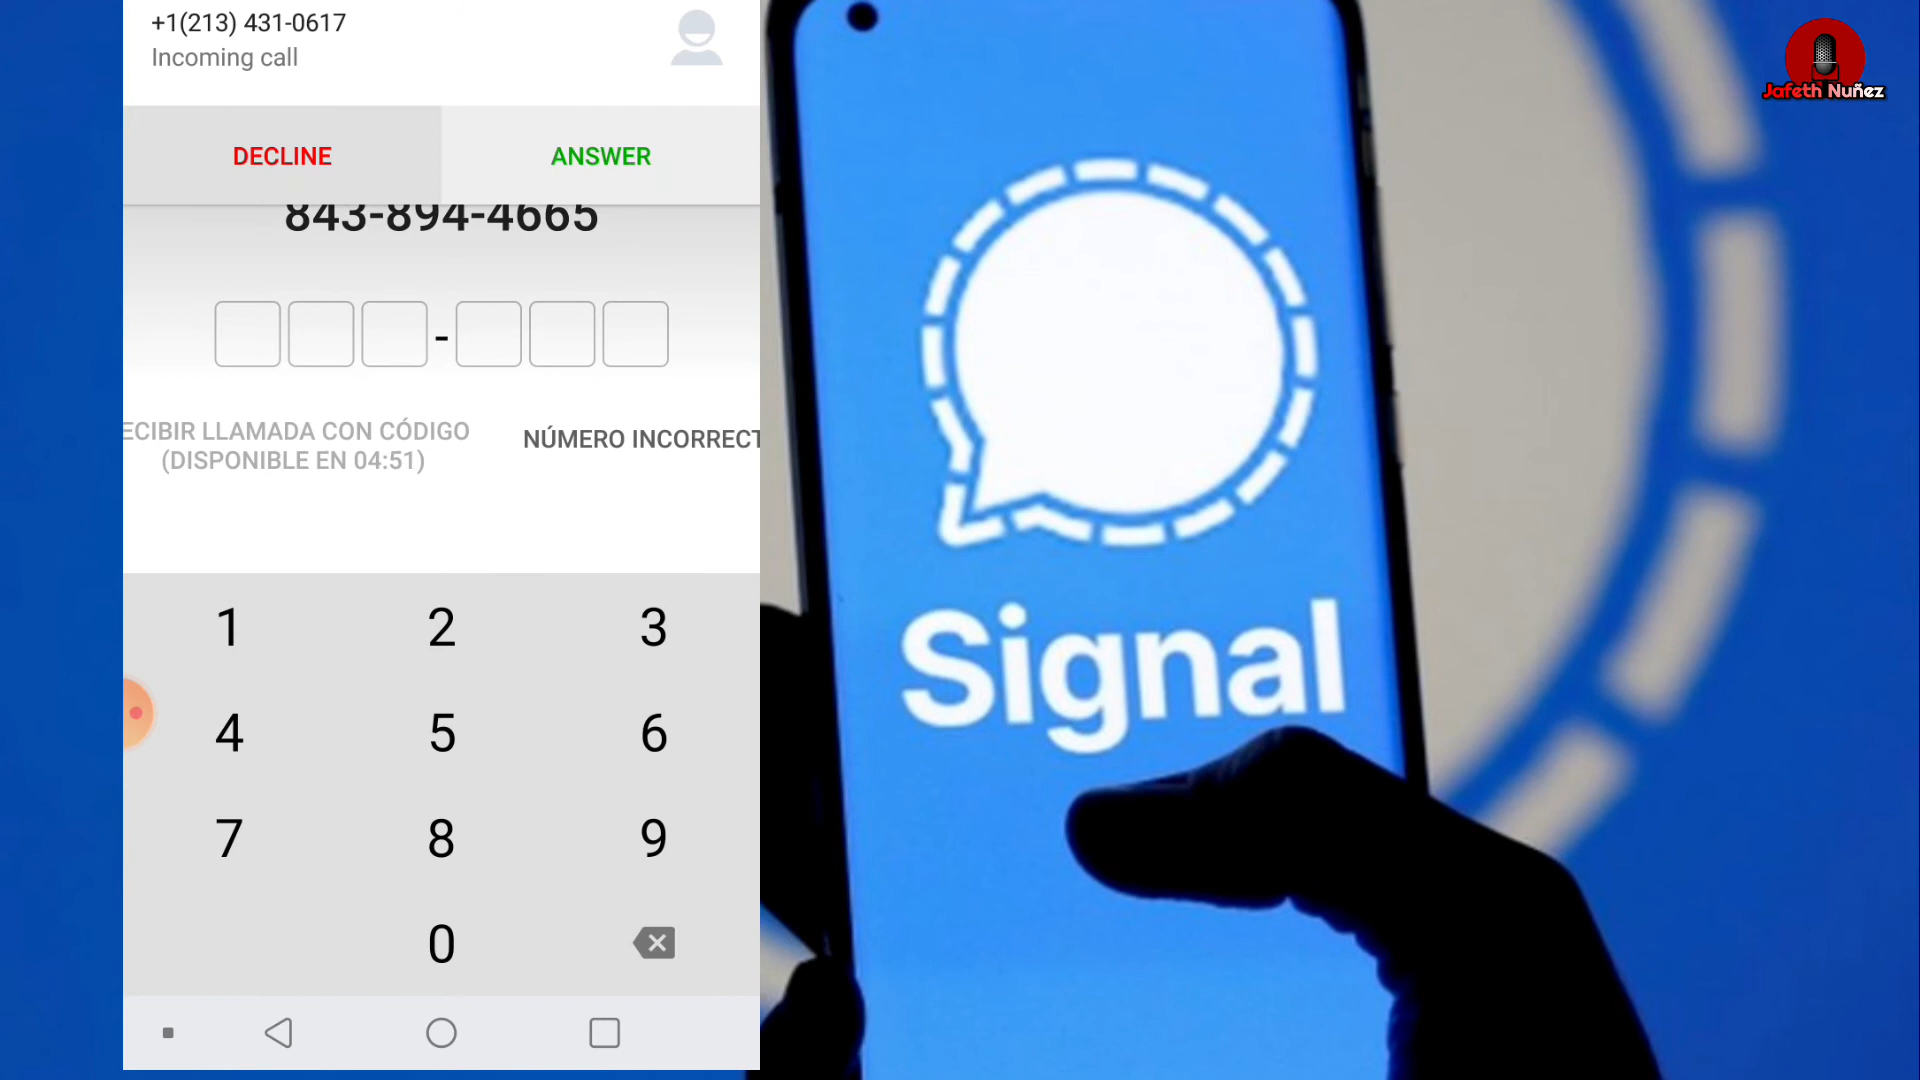 +1(213) 431-0617
Incoming call
DECLINE
ANSWER
843-894-4665
-
ECIBIR LLAMADA CON CÓDIGO
(DISPONIBLE EN 04:51)
NÚMERO INCORRECT
1 2 3
4 5 6
7 8 9
0
Signal
Jafeth Nuñez